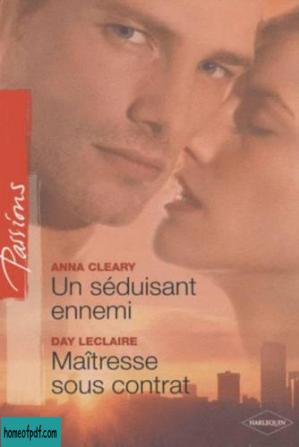 Passions
ANNA CLEARY
Un séduisant
ennemi
DAY LECLAIRE
Maîtresse
sous contrat
HARLEQUIN
homeofpdf.com